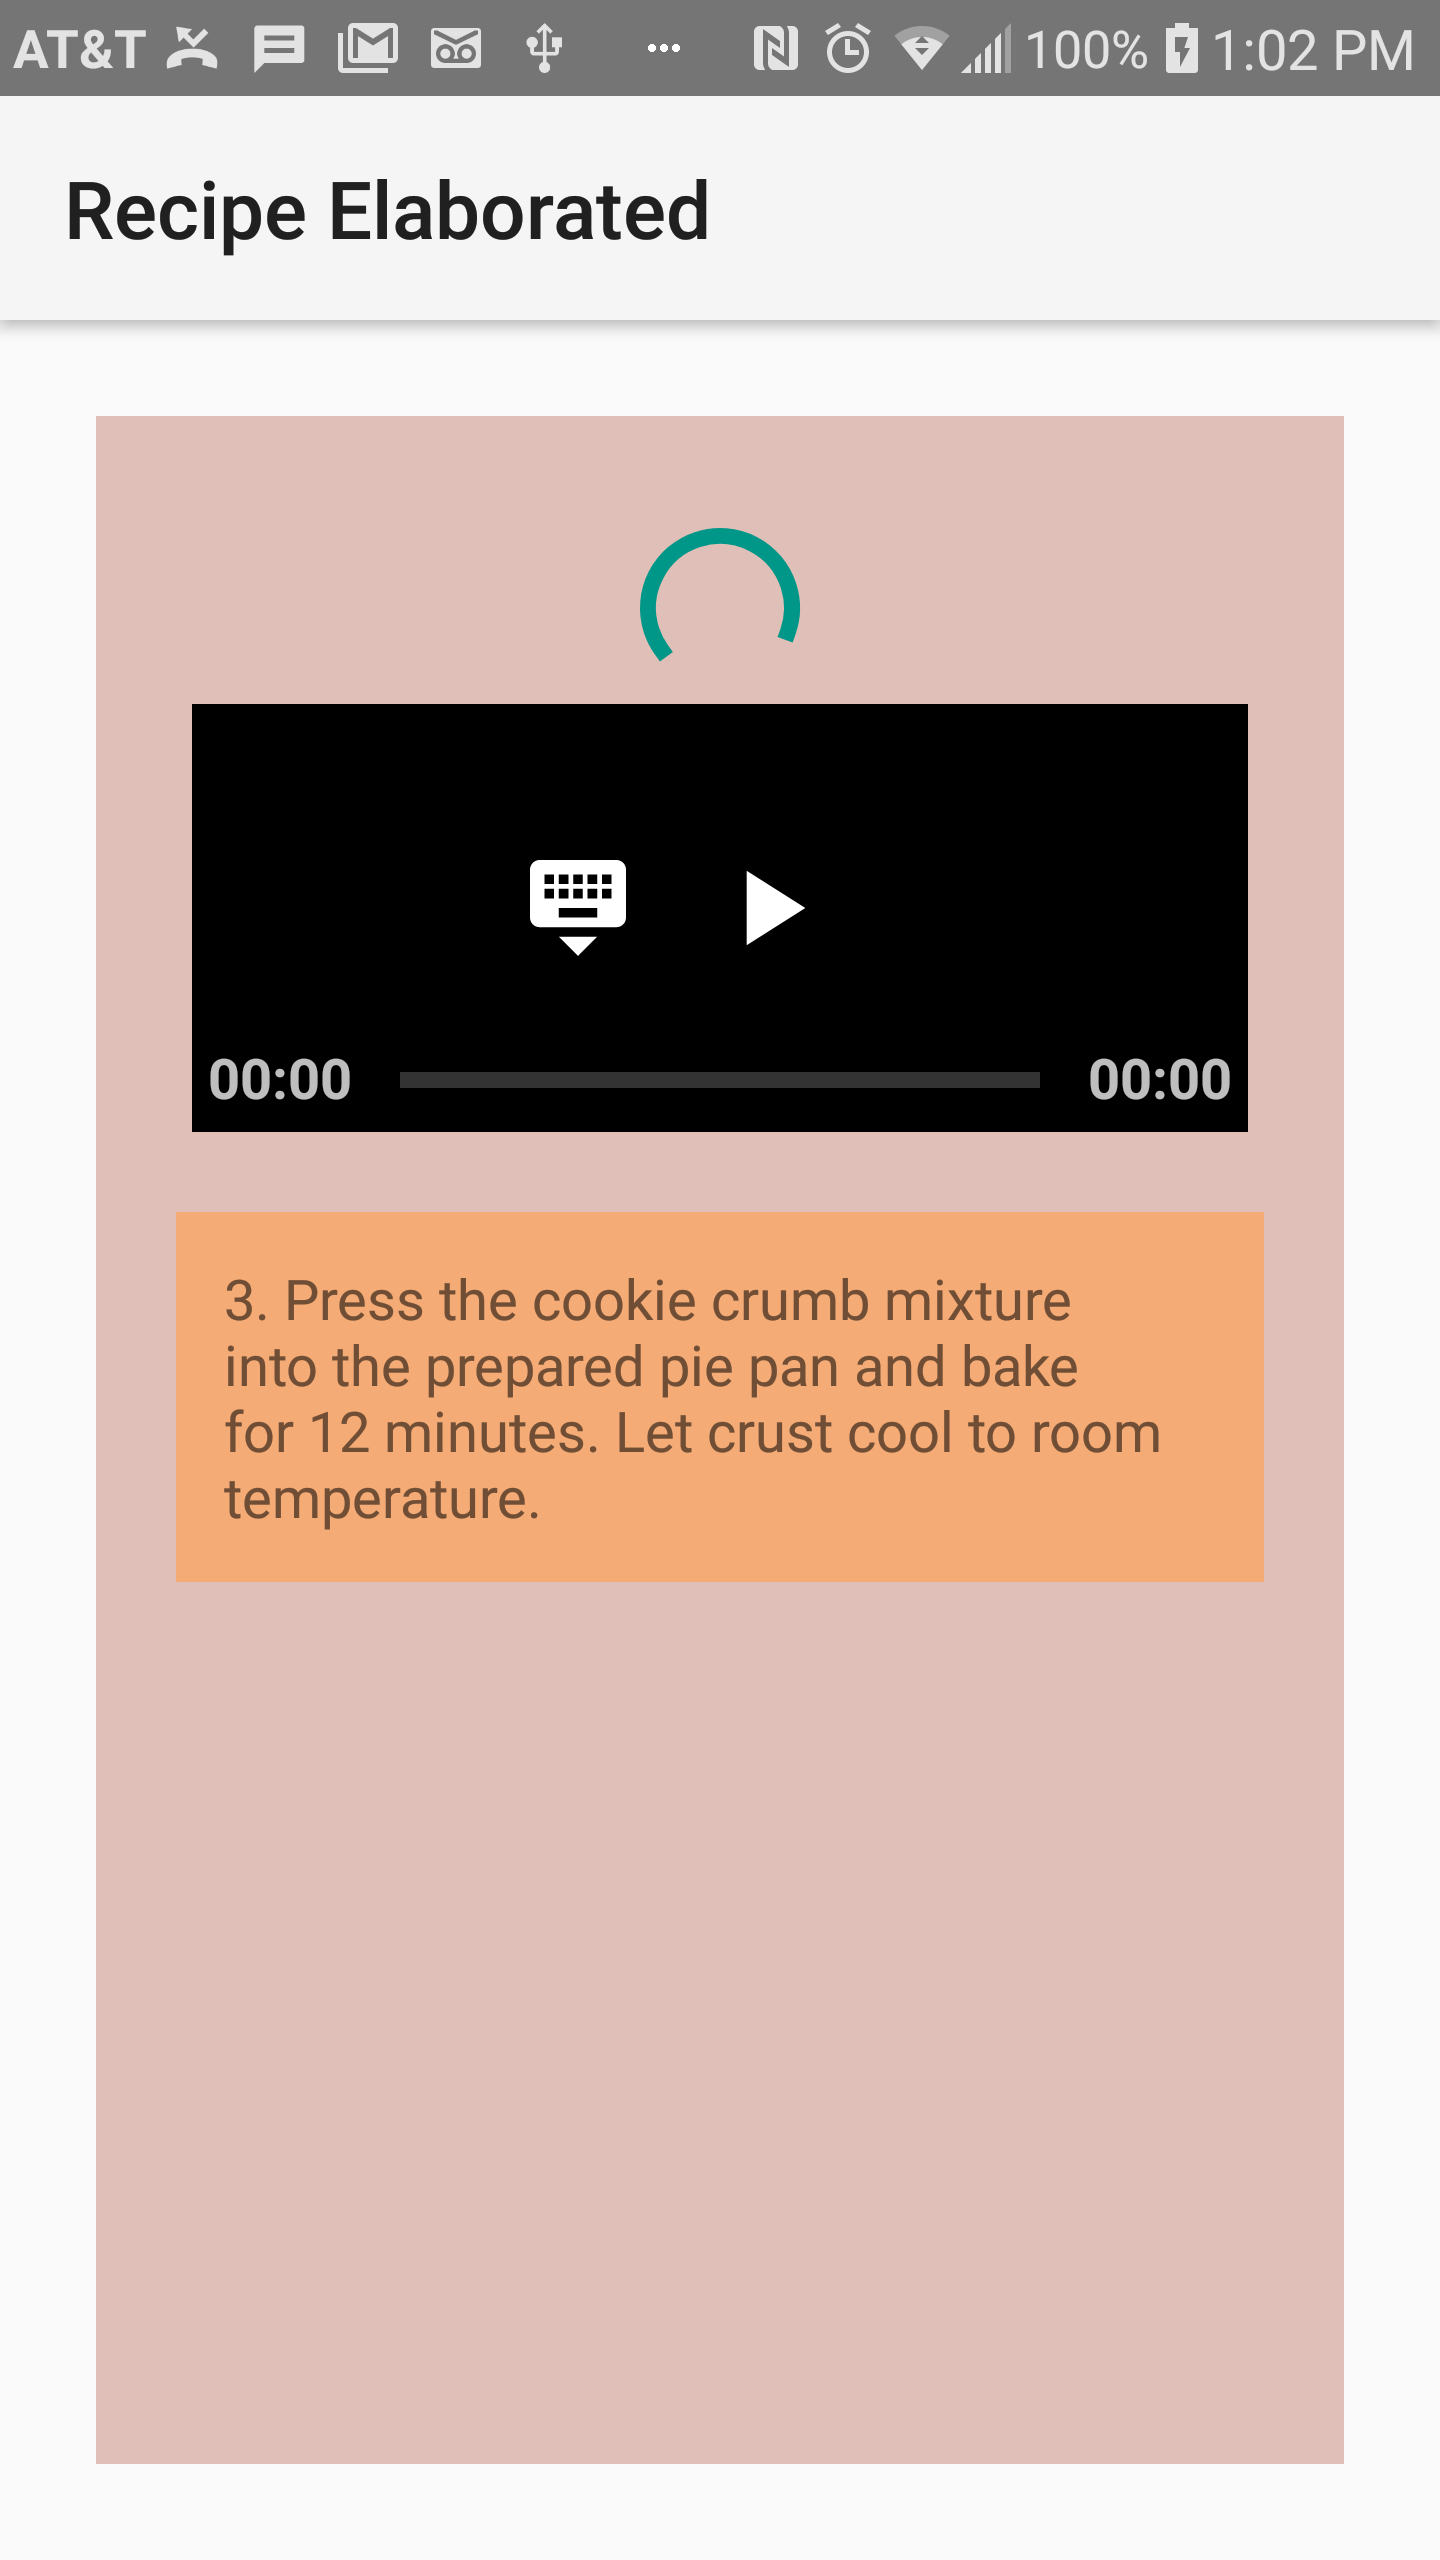 AT&T 100% 1:02 PM
Recipe Elaborated
00:00 00:00
3. Press the cookie crumb mixture
into the prepared pie pan and bake
for 12 minutes. Let crust cool to room
temperature.